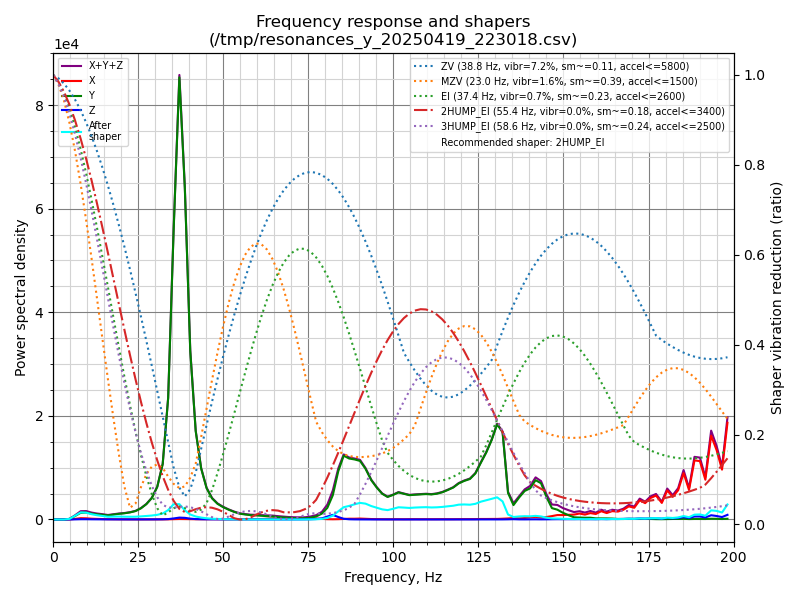 Frequency response and shapers
(/tmp/resonances_y_20250419_223018.csv)
1e4
X+Y+Z
X
Y
Z
After
shaper
ZV (38.8 Hz, vibr=7.2%, sm~=0.11, accel<=5800)
MZV (23.0 Hz, vibr=1.6%, sm~=0.39, accel<=1500)
EI (37.4 Hz, vibr=0.7%, sm~=0.23, accel<=2600)
2HUMP_EI (55.4 Hz, vibr=0.0%, sm~=0.18, accel<=3400)
3HUMP_EI (58.6 Hz, vibr=0.0%, sm~=0.24, accel<=2500)
Recommended shaper: 2HUMP_EI
Power spectral density
8
6
4
2
0
1.0
0.8
0.6
0.4
0.2
0.0
Shaper vibration reduction (ratio)
0 25 50 75 100 125 150 175 200
Frequency, Hz